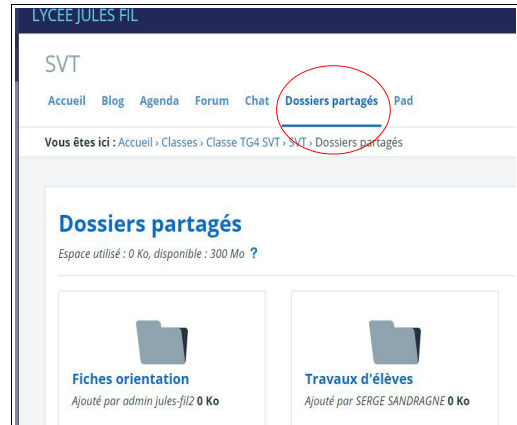 LYCEE JULES FIL
SVT
Accueil Blog Agenda Forum Chat Dossiers partagés Pad
Vous êtes ici : Accueil › Classes › Classe TG4 SVT › SVT › Dossiers partagés
Dossiers partagés
Espace utilisé : 0 Ko, disponible : 300 Mo ?
Fiches orientation
Ajouté par admin jules-fil2 0 Ko
Travaux d'élèves
Ajouté par SERGE SANDRAGNE 0 Ko